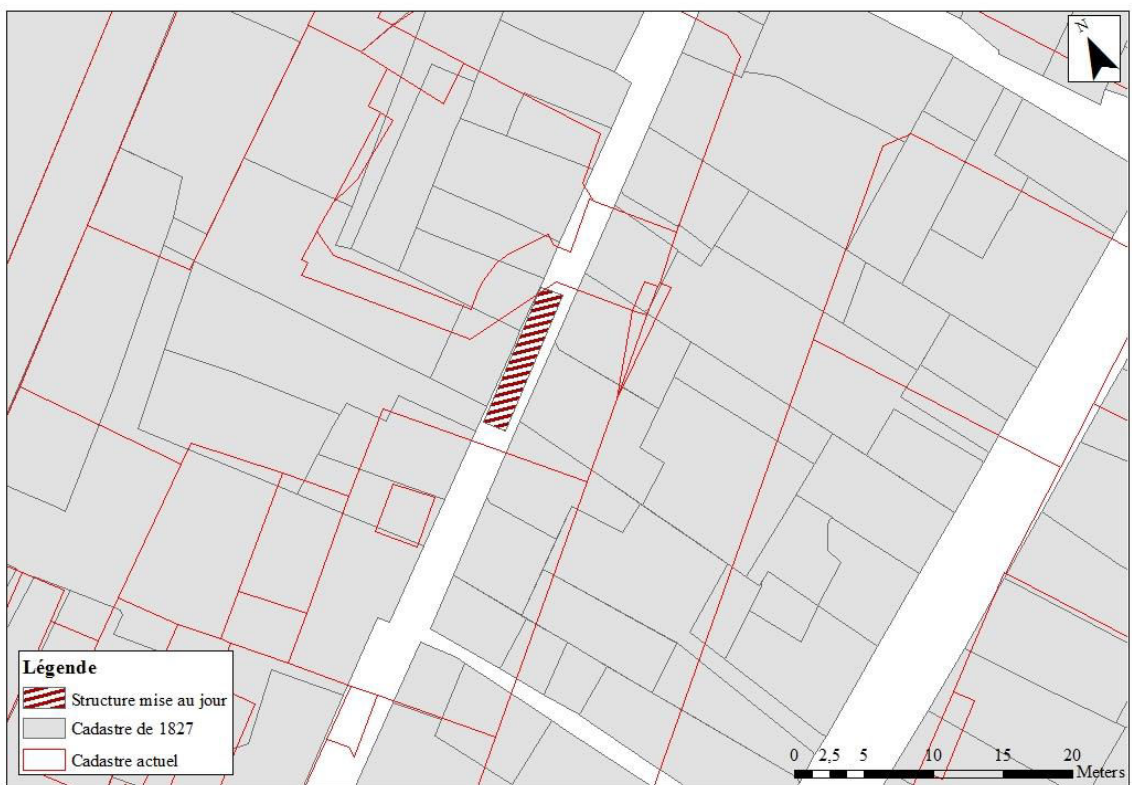 N
Légende
Structure mise au jour
Cadastre de 1827
Cadastre actuel
0 2,5 5 10 15 20
Meters